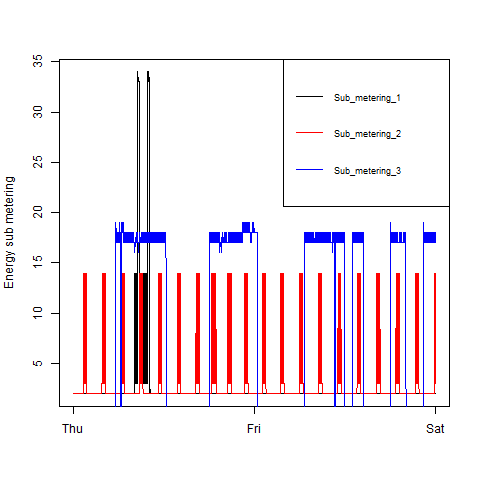 35
30
25
20
15
10
5
Energy sub metering
Sub_metering_1
Sub_metering_2
Sub_metering_3
Thu
Fri
Sat